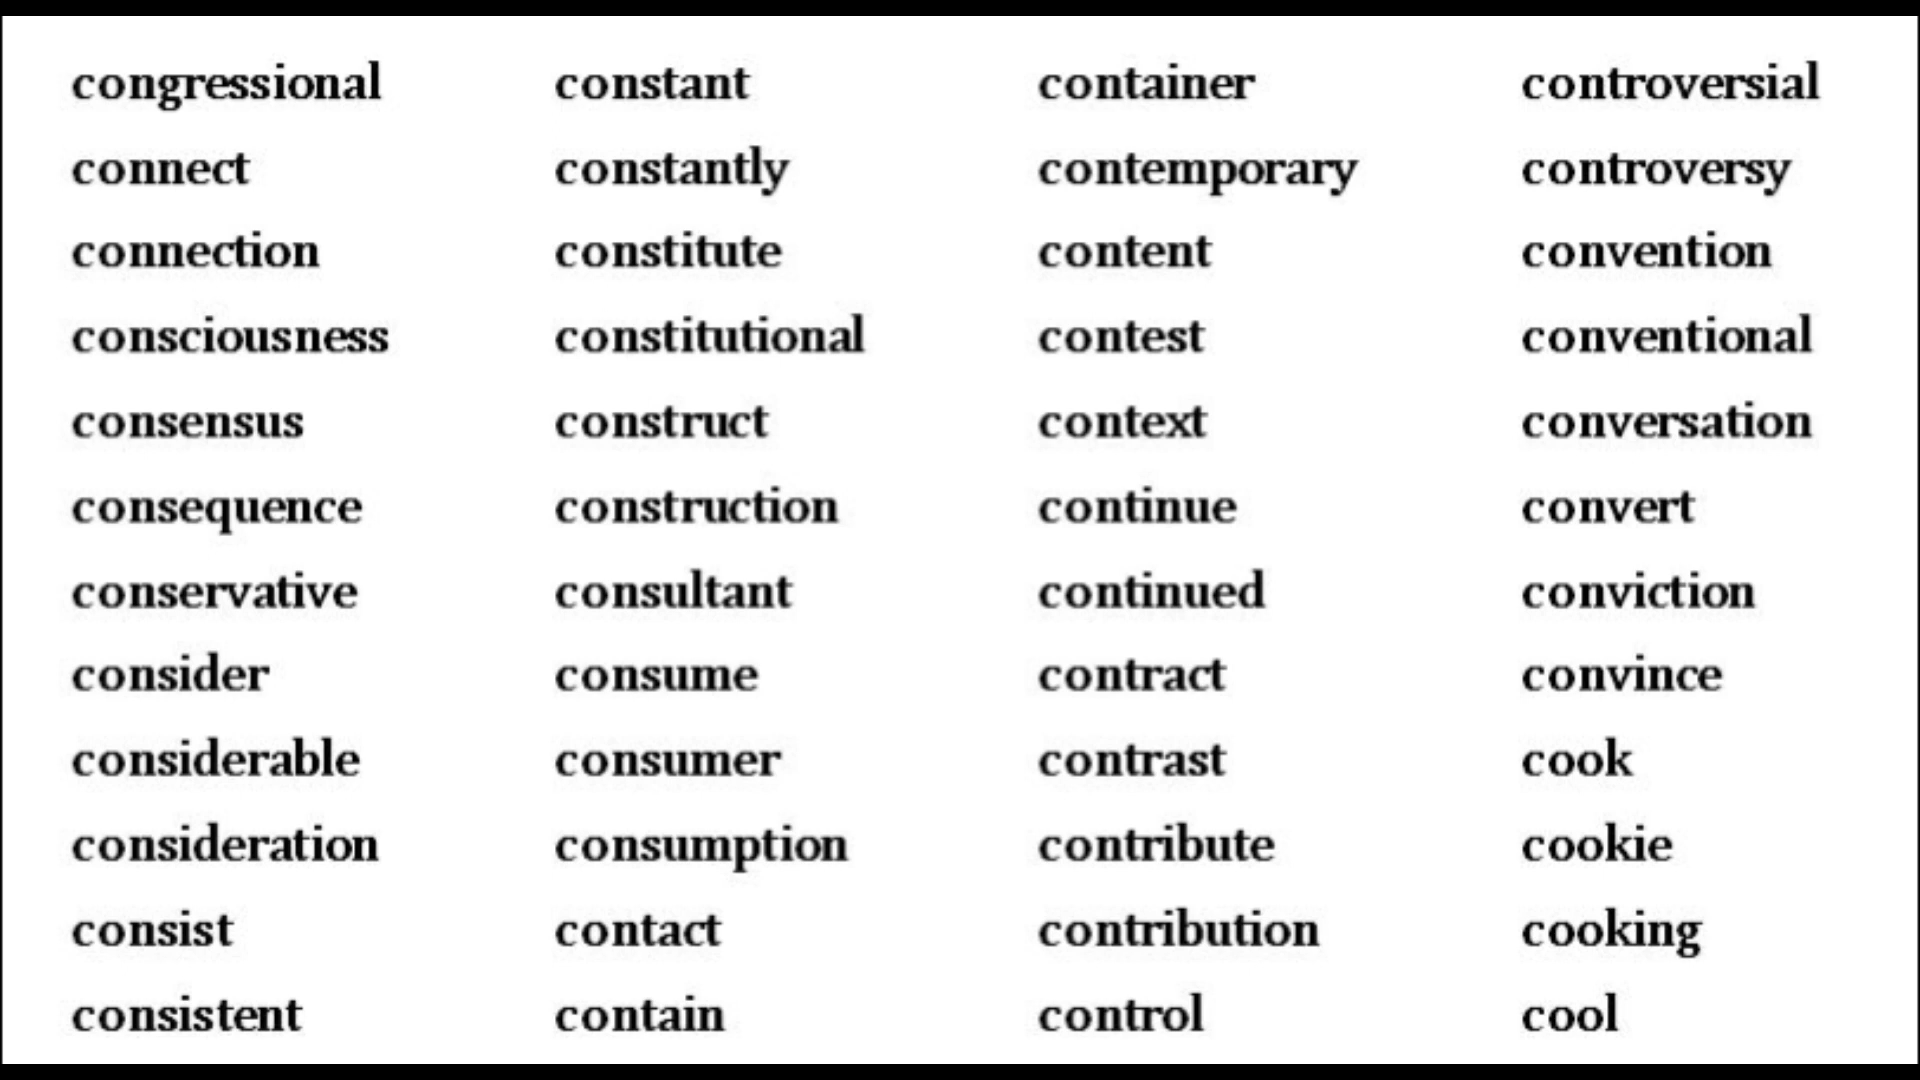 congressional constant container controversial
connect constantly contemporary controversy
connection constitute content convention
consciousness constitutional contest conventional
consensus construct context conversation
consequence construction continue convert
conservative consultant continued conviction
consider consume contract convince
considerable consumer contrast cook
consideration consumption contribute cookie
consist contact contribution cooking
consistent contain control cool